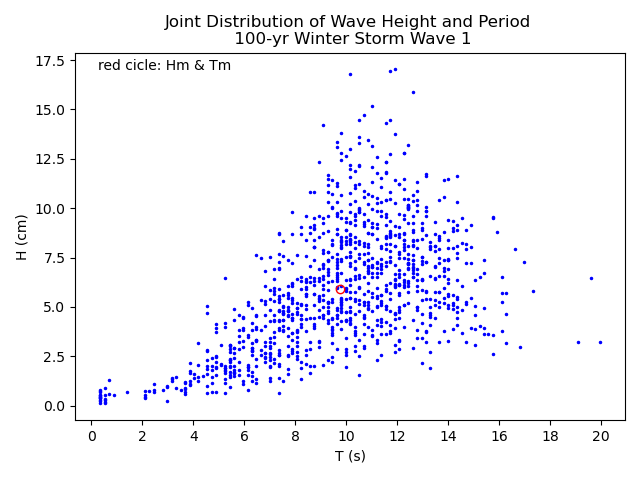 Joint Distribution of Wave Height and Period
100-yr Winter Storm Wave 1
red cicle: Hm & Tm
17.5
15.0
12.5
10.0
7.5
5.0
2.5
0.0
H (cm)
0 2 4 6 8 10 12 14 16 18 20
T (s)